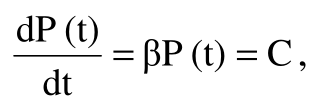 dP (t)/dt = βP (t) = C ,